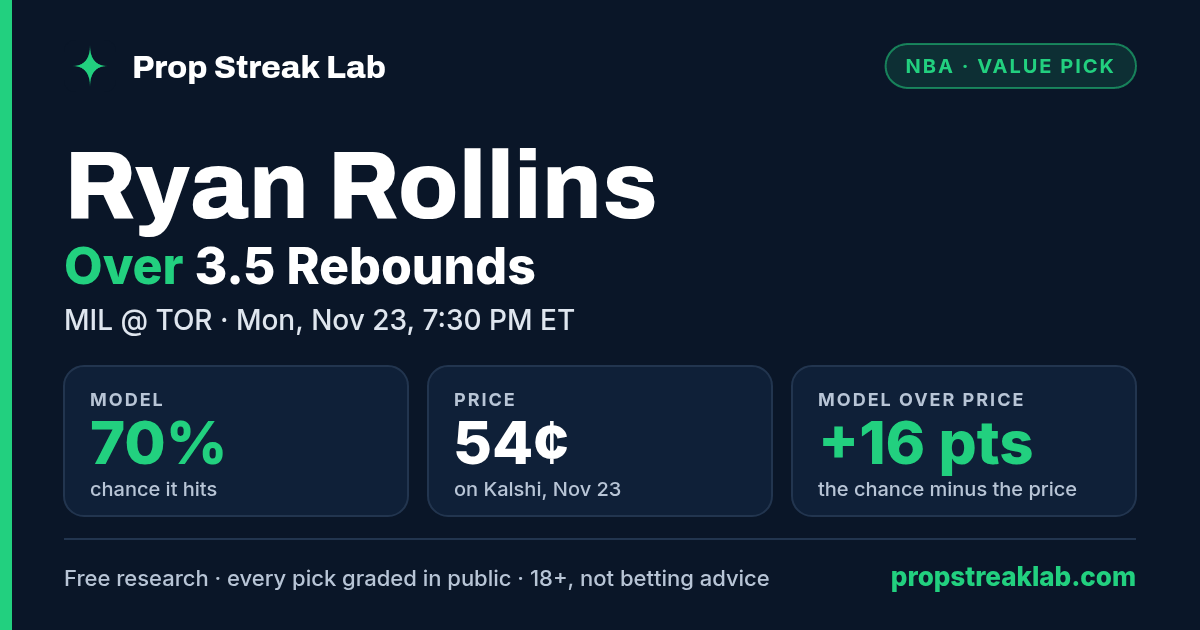 Prop Streak Lab
NBA · VALUE PICK
Ryan Rollins
Over 3.5 Rebounds
MIL @ TOR · Mon, Nov 23, 7:30 PM ET
MODEL
70%
chance it hits
PRICE
54¢
on Kalshi, Nov 23
MODEL OVER PRICE
+16 pts
the chance minus the price
Free research · every pick graded in public · 18+, not betting advice
propstreaklab.com